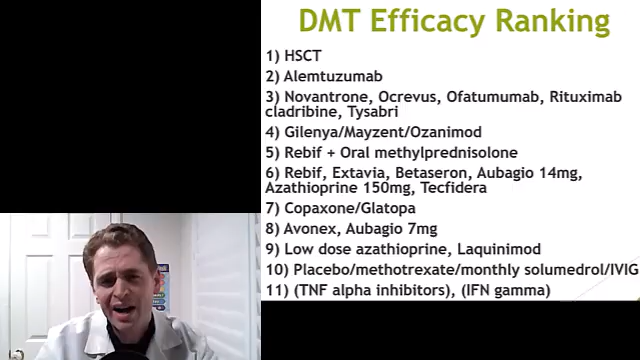 DMT Efficacy Ranking
1) HSCT
2) Alemtuzumab
3) Novantrone, Ocrevus, Ofatumumab, Rituximab
cladribine, Tysabri
4) Gilenya/Mayzent/Ozanimod
5) Rebif + Oral methylprednisolone
6) Rebif, Extavia, Betaseron, Aubagio 14mg,
Azathioprine 150mg, Tecfidera
7) Copaxone/Glatopa
8) Avonex, Aubagio 7mg
9) Low dose azathioprine, Laquinimod
10) Placebo/methotrexate/monthly solumedrol/IVIG
11) (TNF alpha inhibitors), (IFN gamma)